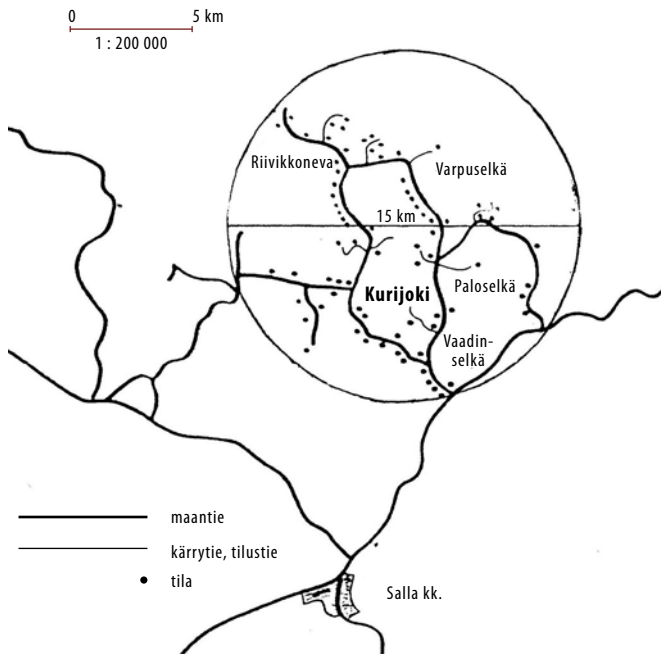 0 5 km
1 : 200 000
Riivikkoneva
Varpuselkä
15 km
Kurijoki
Paloselkä
Vaadin-
selkä
maantie
kärrytie, tilustie
tila
Salla kk.